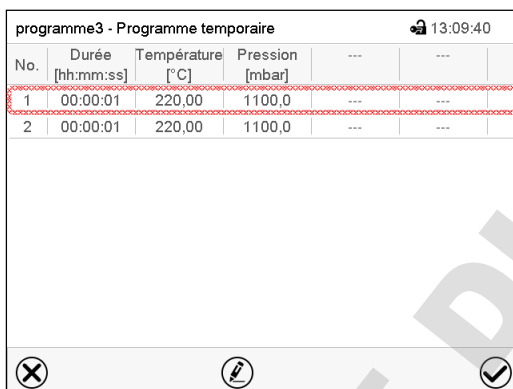 programme3 - Programme temporaire 13:09:40
No. Durée [hh:mm:ss] Température [°C] Pression [mbar] --- ---
1 00:00:01 220,00 1100,0 --- ---
2 00:00:01 220,00 1100,0 --- ---